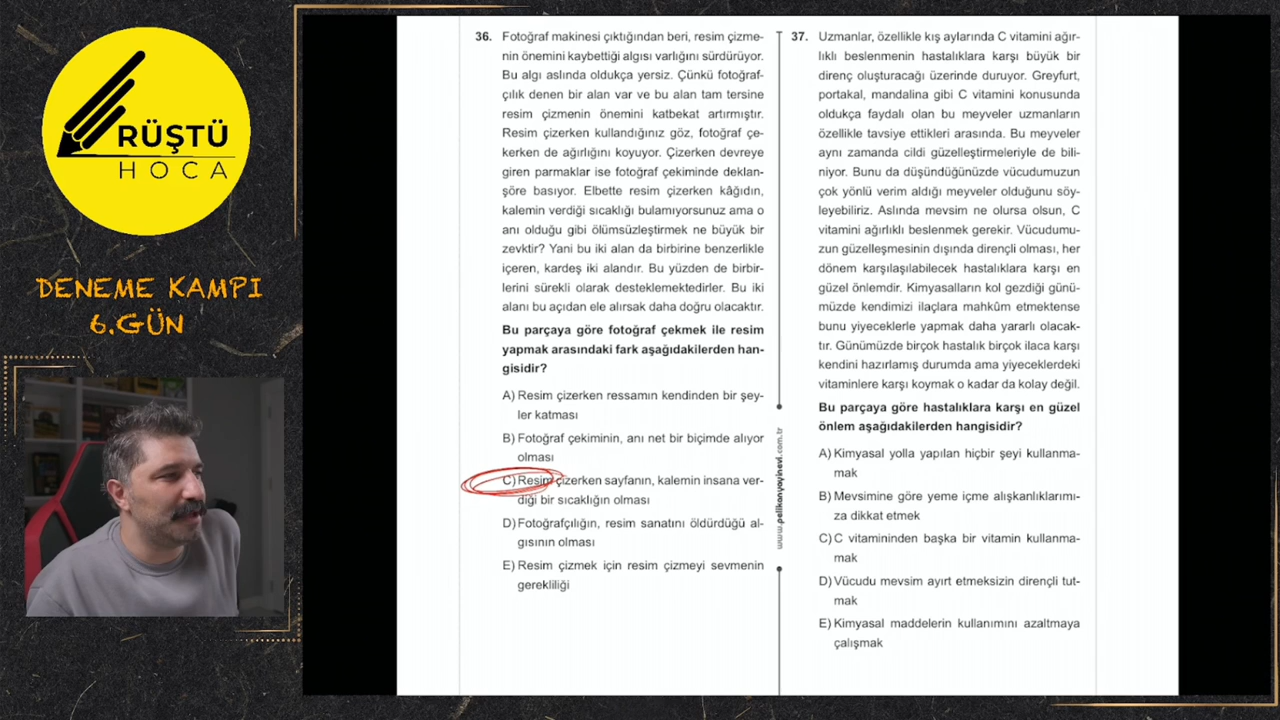 RÜŞTÜ
HOCA
DENEME KAMPI
6.GÜN
36. Fotoğraf makinesi çıktığından beri, resim çizme-
nin önemini kaybettiği algısı varlığını sürdürüyor.
Bu algı aslında oldukça yersiz. Çünkü fotoğraf-
çılık denen bir alan var ve bu alan tam tersine
resim çizmenin önemini katbekat artırmıştır.
Resim çizerken kullandığınız göz, fotoğraf çe-
kerken de ağırlığını koyuyor. Çizerken devreye
giren parmaklar ise fotoğraf çekiminde deklan-
şöre basıyor. Elbette resim çizerken kâğıdın,
kalemin verdiği sıcaklığı bulamıyorsunuz ama o
anı olduğu gibi ölümsüzleştirmek ne büyük bir
zevktir? Yani bu iki alan da birbirine benzerlikle
içeren, kardeş iki alandır. Bu yüzden de birbir-
lerini sürekli olarak desteklemektedirler. Bu iki
alanı bu açıdan ele alırsak daha doğru olacaktır.
Bu parçaya göre fotoğraf çekmek ile resim
yapmak arasındaki fark aşağıdakilerden han-
gisidir?
A) Resim çizerken ressamın kendinden bir şey-
ler katması
B) Fotoğraf çekiminin, anı net bir biçimde alıyor
olması
C) Resim çizerken sayfanın, kalemin insana ver-
diği bir sıcaklığın olması
D) Fotoğrafçılığın, resim sanatını öldürdüğü al-
gısının olması
E) Resim çizmek için resim çizmeyi sevmenin
gerekliliği
www.pelikanyayinevi.com.tr
37. Uzmanlar, özellikle kış aylarında C vitamini ağır-
lıklı beslenmenin hastalıklara karşı büyük bir
direnç oluşturacağı üzerinde duruyor. Greyfurt,
portakal, mandalina gibi C vitamini konusunda
oldukça faydalı olan bu meyveler uzmanların
özellikle tavsiye ettikleri arasında. Bu meyveler
aynı zamanda cildi güzelleştirmeleriyle de bili-
niyor. Bunu da düşündüğünüzde vücudumuzun
çok yönlü verim aldığı meyveler olduğunu söy-
leyebiliriz. Aslında mevsim ne olursa olsun, C
vitamini ağırlıklı beslenmek gerekir. Vücudumu-
zun güzelleşmesinin dışında dirençli olması, her
dönem karşılaşılabilecek hastalıklara karşı en
güzel önlemdir. Kimyasalların kol gezdiği günü-
müzde kendimizi ilaçlara mahkûm etmektense
bunu yiyeceklerle yapmak daha yararlı olacak-
tır. Günümüzde birçok hastalık birçok ilaca karşı
kendini hazırlamış durumda ama yiyeceklerdeki
vitaminlere karşı koymak o kadar da kolay değil.
Bu parçaya göre hastalıklara karşı en güzel
önlem aşağıdakilerden hangisidir?
A) Kimyasal yolla yapılan hiçbir şeyi kullanma-
mak
B) Mevsimine göre yeme içme alışkanlıklarımı-
za dikkat etmek
C) C vitamininden başka bir vitamin kullanma-
mak
D) Vücudu mevsim ayırt etmeksizin dirençli tut-
mak
E) Kimyasal maddelerin kullanımını azaltmaya
çalışmak